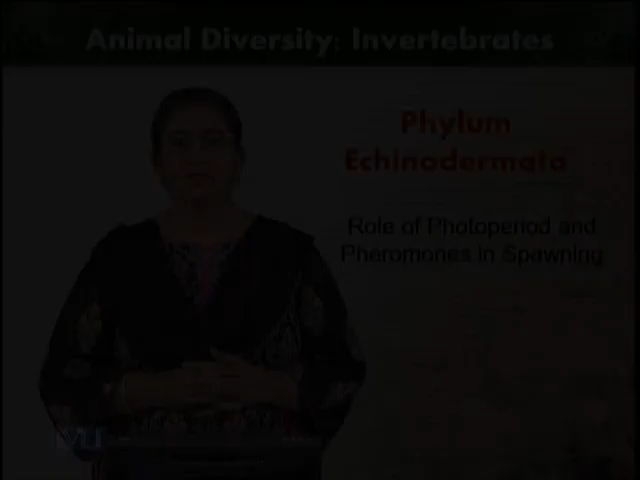 Animal Diversity: Invertebrates
Phylum
Echinodermata
Role of Photoperiod and
Pheromones in Spawning